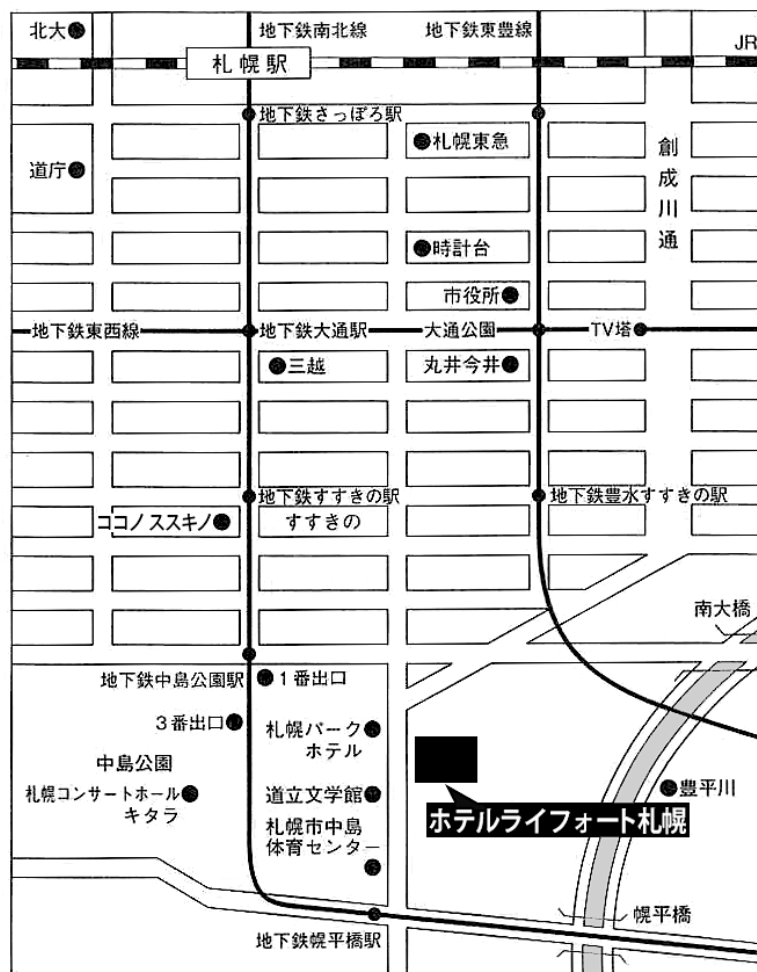 北大
地下鉄南北線
地下鉄東豊線
JR
札幌駅
地下鉄さっぽろ駅
札幌東急
創成川通
道庁
時計台
市役所
地下鉄東西線
地下鉄大通駅
大通公園
TV塔
三越
丸井今井
地下鉄すすきの駅
地下鉄豊水すすきの駅
ココノ ススキノ
すすきの
南大橋
地下鉄中島公園駅
1番出口
3番出口
札幌パーク
ホテル
中島公園
札幌コンサートホール
キタラ
道立文学館
豊平川
ホテルライフォート札幌
札幌市中島
体育センター
幌平橋
地下鉄幌平橋駅